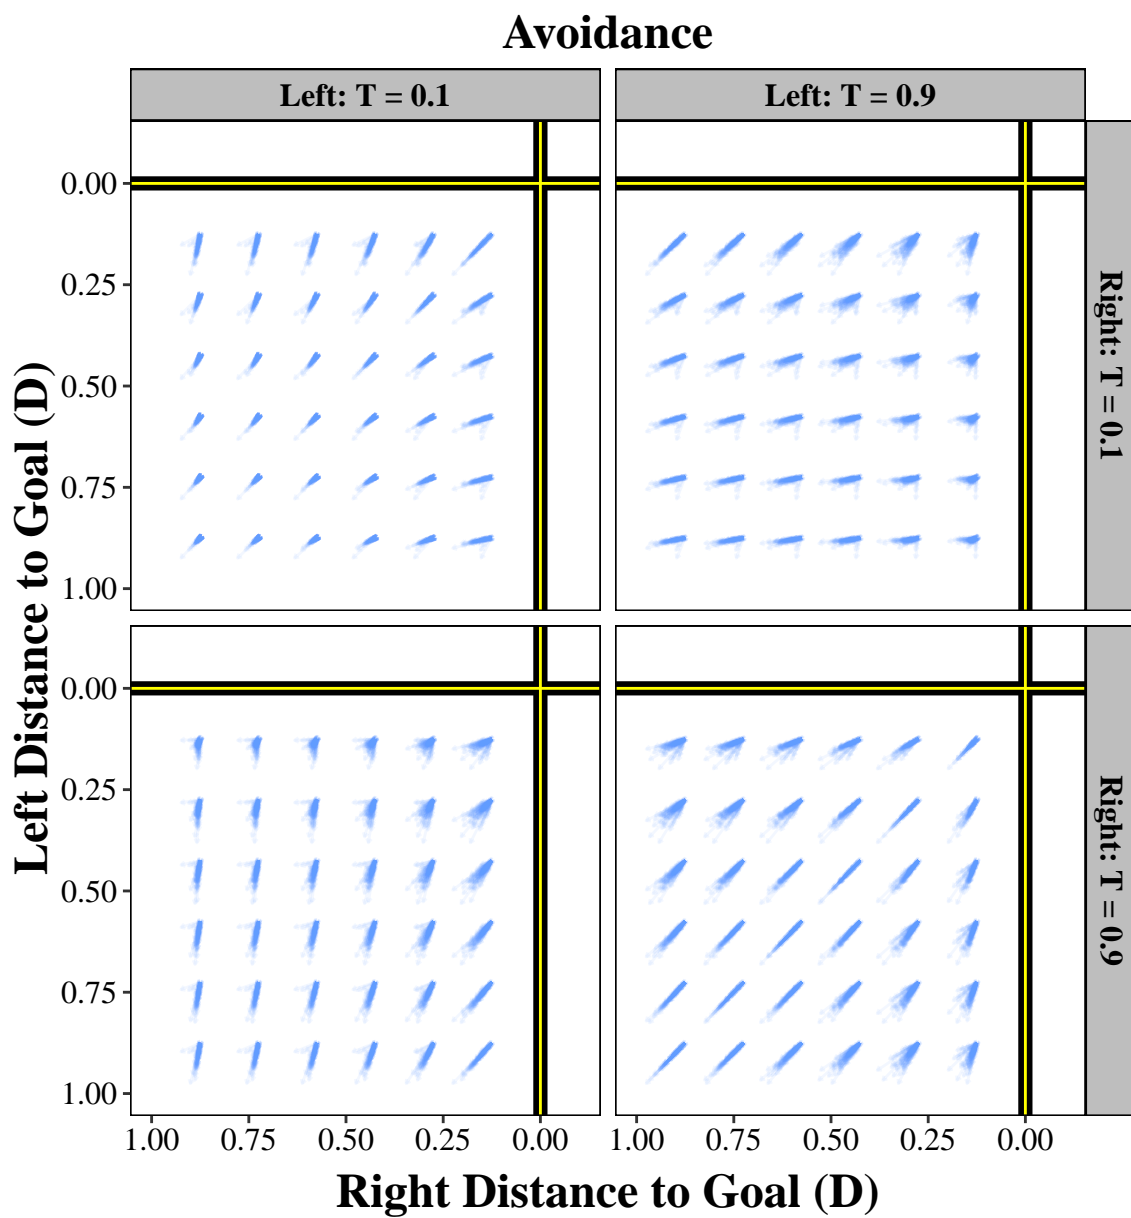 Avoidance
Left: T = 0.1
Left: T = 0.9
Left Distance to Goal (D)
0.00
0.25
0.50
0.75
1.00
Right: T = 0.1
0.00
0.25
0.50
0.75
1.00
Right: T = 0.9
1.00 0.75 0.50 0.25 0.00
1.00 0.75 0.50 0.25 0.00
Right Distance to Goal (D)